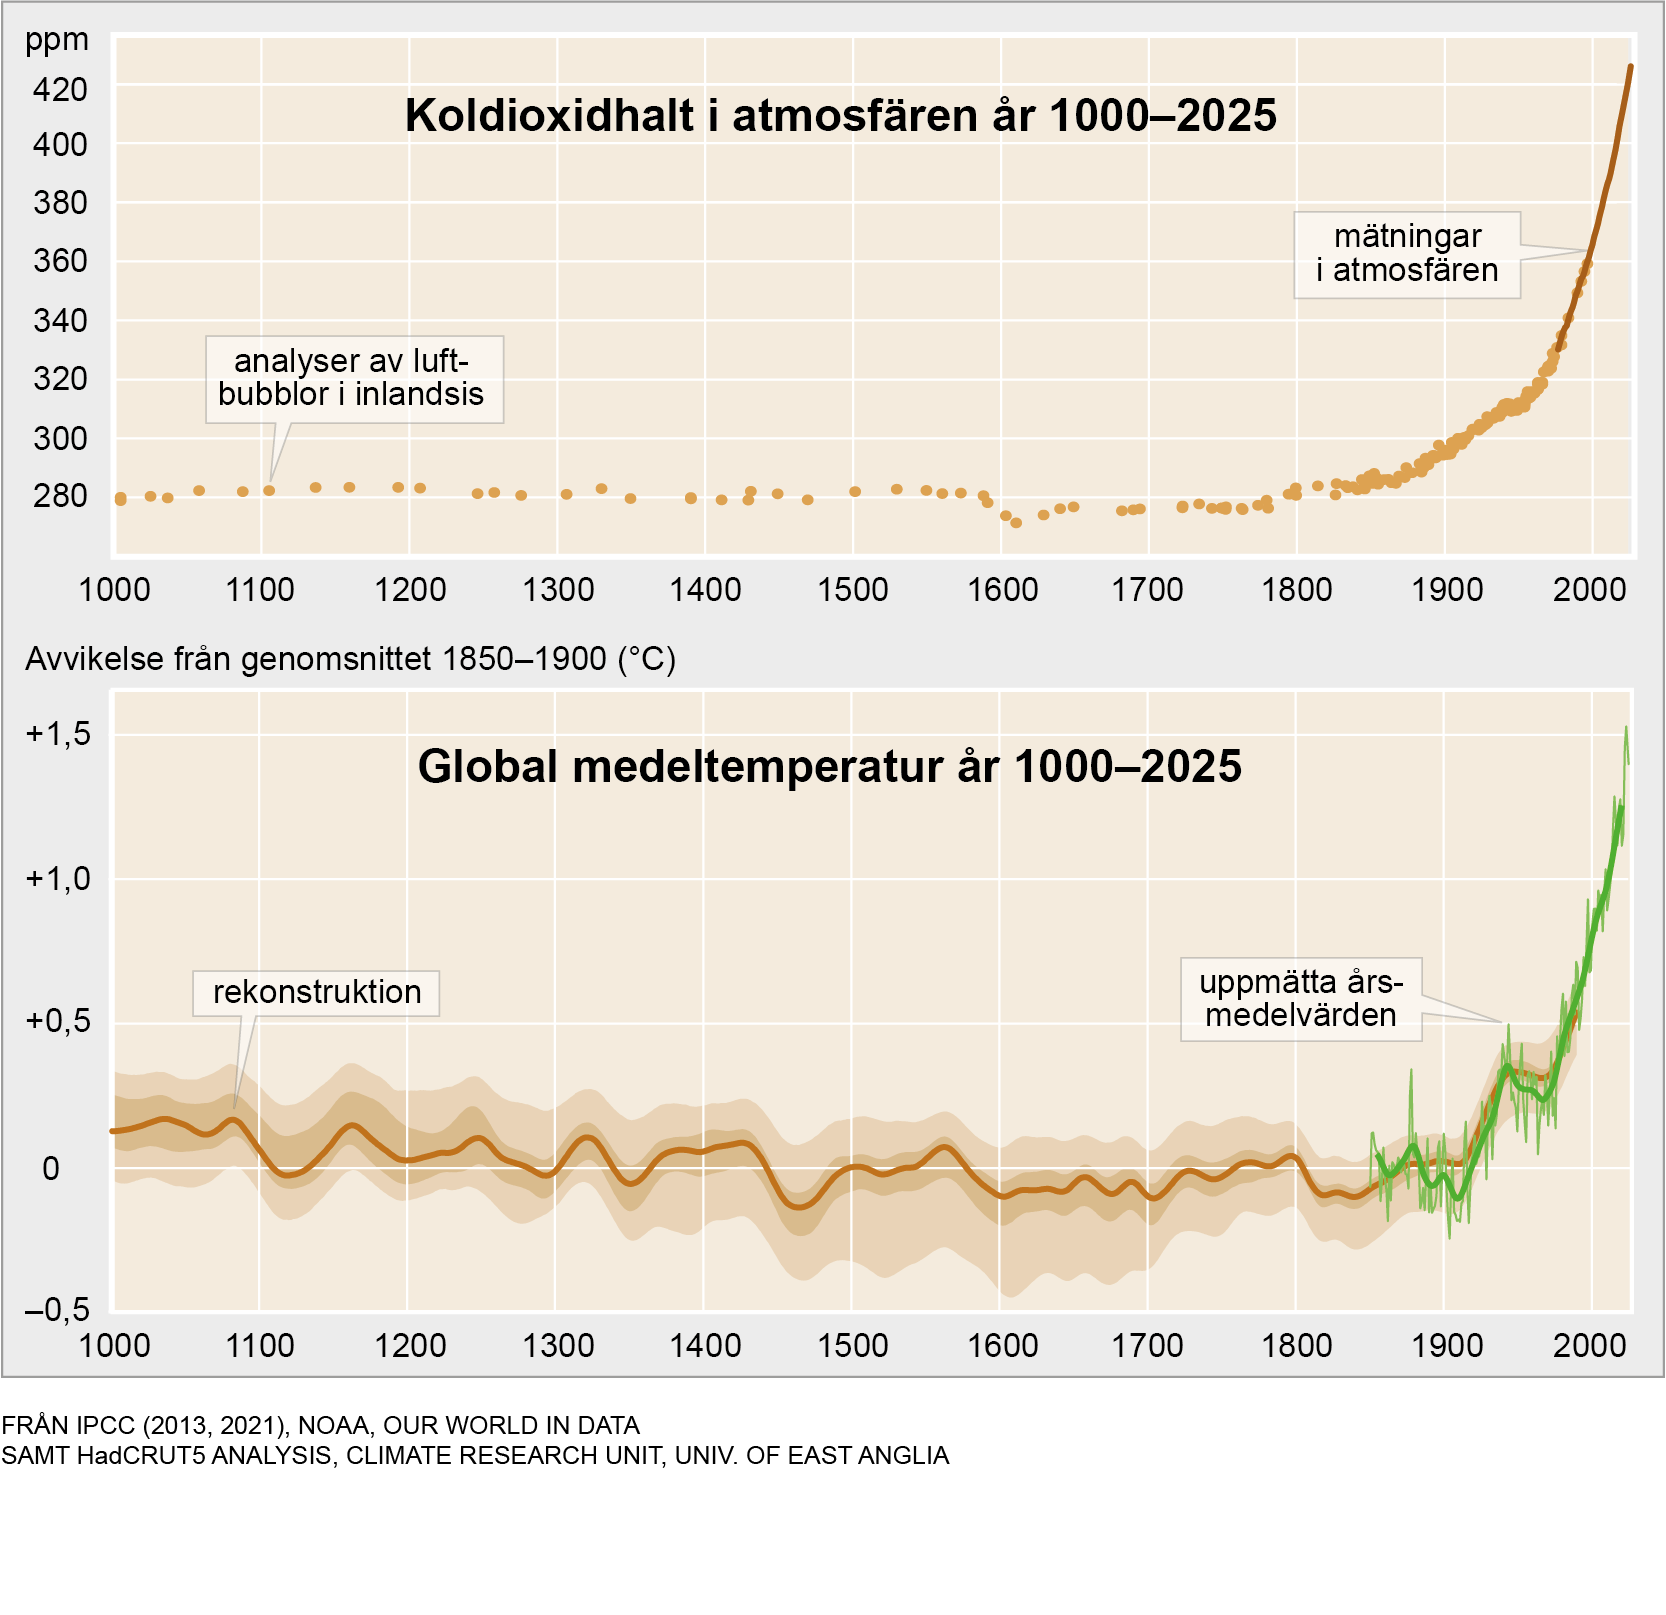 ppm
Koldioxidhalt i atmosfären år 1000–2025
420
400
380
360
340
320
300
280
mätningar
i atmosfären
analyser av luft-
bubblor i inlandsis
1000 1100 1200 1300 1400 1500 1600 1700 1800 1900 2000
Avvikelse från genomsnittet 1850–1900 (°C)
Global medeltemperatur år 1000–2025
+1,5
+1,0
+0,5
0
–0,5
rekonstruktion
uppmätta års-
medelvärden
1000 1100 1200 1300 1400 1500 1600 1700 1800 1900 2000
FRÅN IPCC (2013, 2021), NOAA, OUR WORLD IN DATA
SAMT HadCRUT5 ANALYSIS, CLIMATE RESEARCH UNIT, UNIV. OF EAST ANGLIA